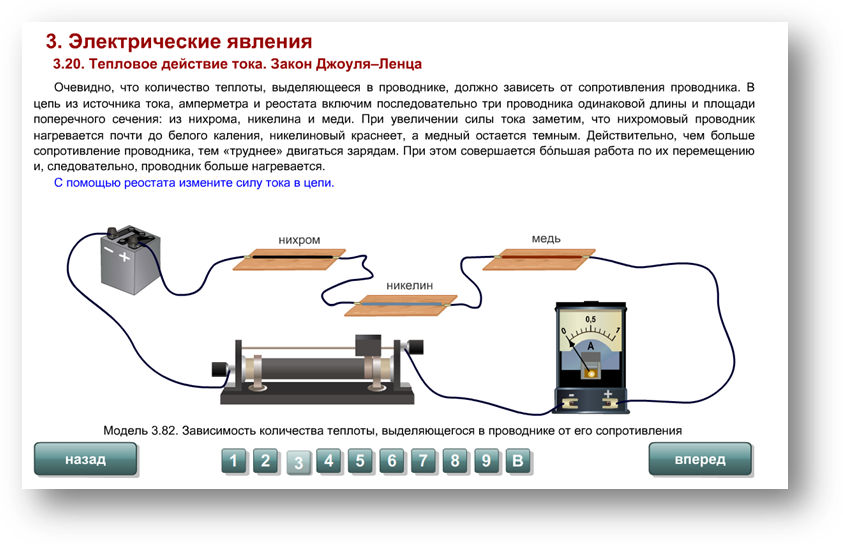 3. Электрические явления
3.20. Тепловое действие тока. Закон Джоуля–Ленца
Очевидно, что количество теплоты, выделяющееся в проводнике, должно зависеть от сопротивления проводника. В
цепь из источника тока, амперметра и реостата включим последовательно три проводника одинаковой длины и площади
поперечного сечения: из нихрома, никелина и меди. При увеличении силы тока заметим, что нихромовый проводник
нагревается почти до белого каления, никелиновый краснеет, а медный остается темным. Действительно, чем больше
сопротивление проводника, тем «труднее» двигаться зарядам. При этом совершается бо́льшая работа по их перемещению
и, следовательно, проводник больше нагревается.
С помощью реостата измените силу тока в цепи.
нихром
медь
никелин
- +
0 0,5 1
A
- +
Модель 3.82. Зависимость количества теплоты, выделяющегося в проводнике от его сопротивления
назад 1 2 3 4 5 6 7 8 9 В вперед